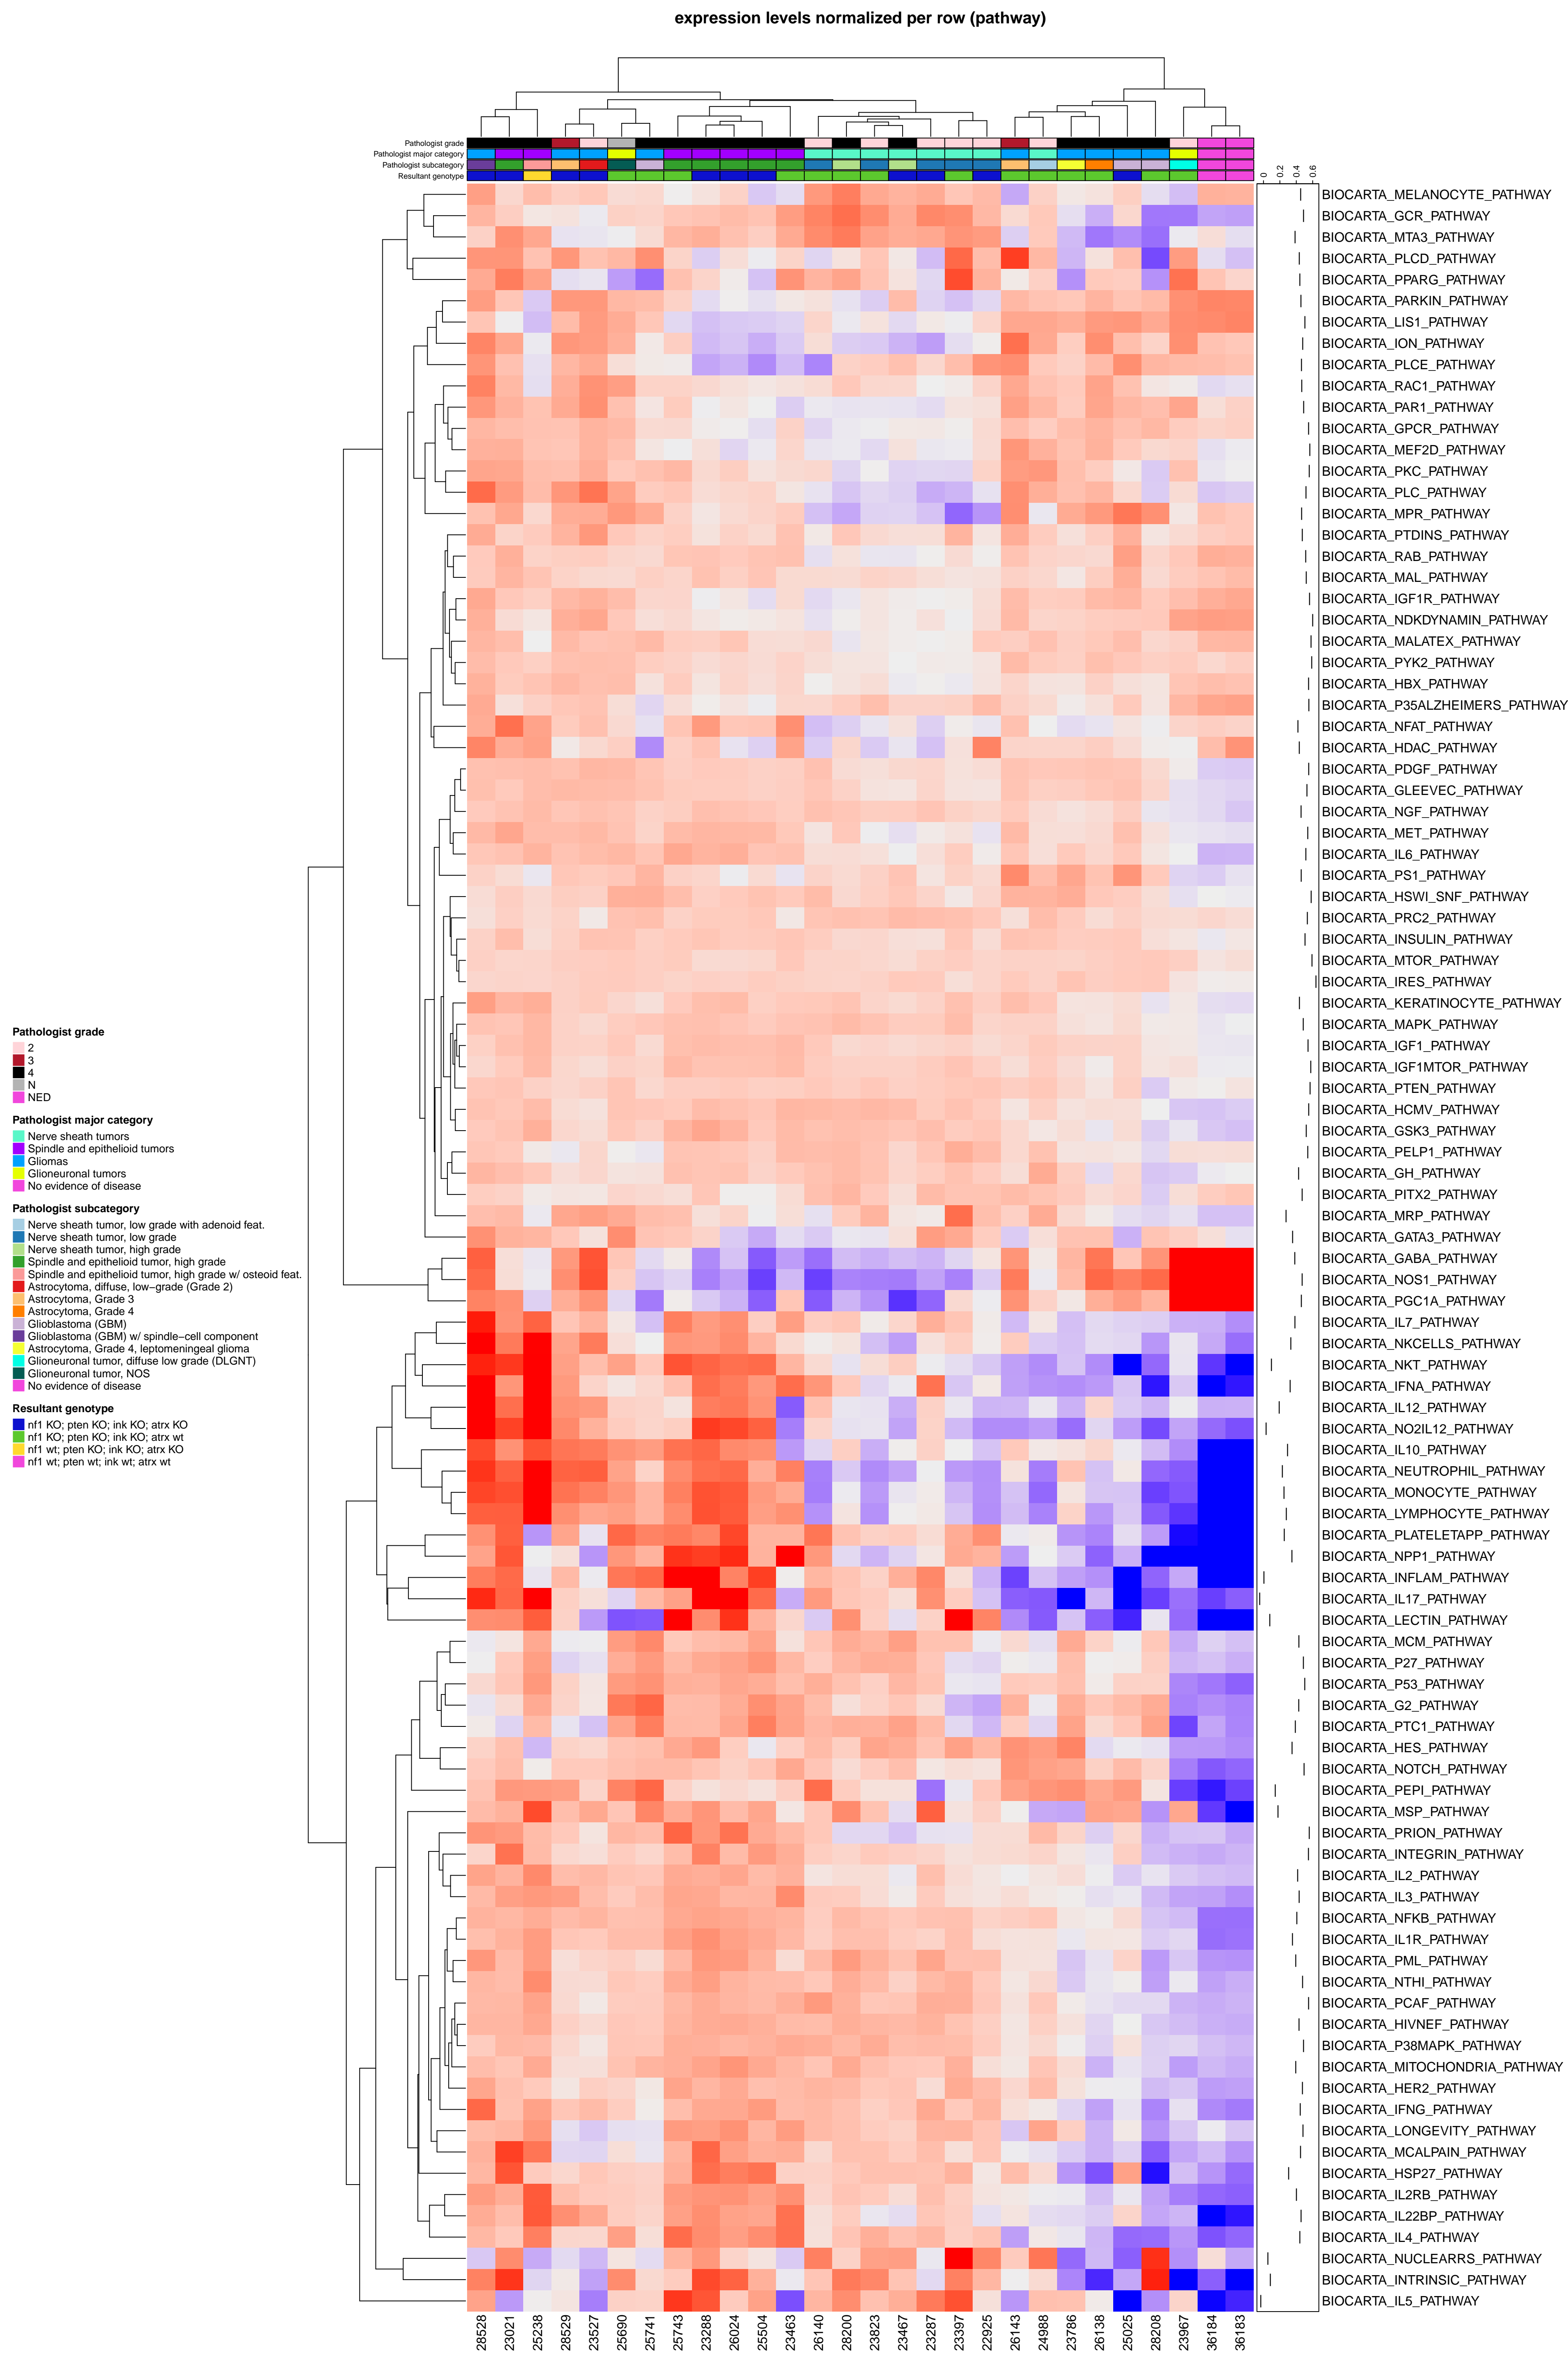 expression levels normalized per row (pathway)
Pathologist grade
Pathologist major category
Pathologist subcategory
Resultant genotype
0
0.2
0.4
0.6
BIOCARTA_MELANOCYTE_PATHWAY
BIOCARTA_GCR_PATHWAY
BIOCARTA_MTA3_PATHWAY
BIOCARTA_PLCD_PATHWAY
BIOCARTA_PPARG_PATHWAY
BIOCARTA_PARKIN_PATHWAY
BIOCARTA_LIS1_PATHWAY
BIOCARTA_ION_PATHWAY
BIOCARTA_PLCE_PATHWAY
BIOCARTA_RAC1_PATHWAY
BIOCARTA_PAR1_PATHWAY
BIOCARTA_GPCR_PATHWAY
BIOCARTA_MEF2D_PATHWAY
BIOCARTA_PKC_PATHWAY
BIOCARTA_PLC_PATHWAY
BIOCARTA_MPR_PATHWAY
BIOCARTA_PTDINS_PATHWAY
BIOCARTA_RAB_PATHWAY
BIOCARTA_MAL_PATHWAY
BIOCARTA_IGF1R_PATHWAY
BIOCARTA_NDKDYNAMIN_PATHWAY
BIOCARTA_MALATEX_PATHWAY
BIOCARTA_PYK2_PATHWAY
BIOCARTA_HBX_PATHWAY
BIOCARTA_P35ALZHEIMERS_PATHWAY
BIOCARTA_NFAT_PATHWAY
BIOCARTA_HDAC_PATHWAY
BIOCARTA_PDGF_PATHWAY
BIOCARTA_GLEEVEC_PATHWAY
BIOCARTA_NGF_PATHWAY
BIOCARTA_MET_PATHWAY
BIOCARTA_IL6_PATHWAY
BIOCARTA_PS1_PATHWAY
BIOCARTA_HSWI_SNF_PATHWAY
BIOCARTA_PRC2_PATHWAY
BIOCARTA_INSULIN_PATHWAY
BIOCARTA_MTOR_PATHWAY
BIOCARTA_IRES_PATHWAY
BIOCARTA_KERATINOCYTE_PATHWAY
BIOCARTA_MAPK_PATHWAY
BIOCARTA_IGF1_PATHWAY
BIOCARTA_IGF1MTOR_PATHWAY
BIOCARTA_PTEN_PATHWAY
BIOCARTA_HCMV_PATHWAY
BIOCARTA_GSK3_PATHWAY
BIOCARTA_PELP1_PATHWAY
BIOCARTA_GH_PATHWAY
BIOCARTA_PITX2_PATHWAY
BIOCARTA_MRP_PATHWAY
BIOCARTA_GATA3_PATHWAY
BIOCARTA_GABA_PATHWAY
BIOCARTA_NOS1_PATHWAY
BIOCARTA_PGC1A_PATHWAY
BIOCARTA_IL7_PATHWAY
BIOCARTA_NKCELLS_PATHWAY
BIOCARTA_NKT_PATHWAY
BIOCARTA_IFNA_PATHWAY
BIOCARTA_IL12_PATHWAY
BIOCARTA_NO2IL12_PATHWAY
BIOCARTA_IL10_PATHWAY
BIOCARTA_NEUTROPHIL_PATHWAY
BIOCARTA_MONOCYTE_PATHWAY
BIOCARTA_LYMPHOCYTE_PATHWAY
BIOCARTA_PLATELETAPP_PATHWAY
BIOCARTA_NPP1_PATHWAY
BIOCARTA_INFLAM_PATHWAY
BIOCARTA_IL17_PATHWAY
BIOCARTA_LECTIN_PATHWAY
BIOCARTA_MCM_PATHWAY
BIOCARTA_P27_PATHWAY
BIOCARTA_P53_PATHWAY
BIOCARTA_G2_PATHWAY
BIOCARTA_PTC1_PATHWAY
BIOCARTA_HES_PATHWAY
BIOCARTA_NOTCH_PATHWAY
BIOCARTA_PEPI_PATHWAY
BIOCARTA_MSP_PATHWAY
BIOCARTA_PRION_PATHWAY
BIOCARTA_INTEGRIN_PATHWAY
BIOCARTA_IL2_PATHWAY
BIOCARTA_IL3_PATHWAY
BIOCARTA_NFKB_PATHWAY
BIOCARTA_IL1R_PATHWAY
BIOCARTA_PML_PATHWAY
BIOCARTA_NTHI_PATHWAY
BIOCARTA_PCAF_PATHWAY
BIOCARTA_HIVNEF_PATHWAY
BIOCARTA_P38MAPK_PATHWAY
BIOCARTA_MITOCHONDRIA_PATHWAY
BIOCARTA_HER2_PATHWAY
BIOCARTA_IFNG_PATHWAY
BIOCARTA_LONGEVITY_PATHWAY
BIOCARTA_MCALPAIN_PATHWAY
BIOCARTA_HSP27_PATHWAY
BIOCARTA_IL2RB_PATHWAY
BIOCARTA_IL22BP_PATHWAY
BIOCARTA_IL4_PATHWAY
BIOCARTA_NUCLEARRS_PATHWAY
BIOCARTA_INTRINSIC_PATHWAY
BIOCARTA_IL5_PATHWAY
Pathologist grade
2
3
4
N
NED
Pathologist major category
Nerve sheath tumors
Spindle and epithelioid tumors
Gliomas
Glioneuronal tumors
No evidence of disease
Pathologist subcategory
Nerve sheath tumor, low grade with adenoid feat.
Nerve sheath tumor, low grade
Nerve sheath tumor, high grade
Spindle and epithelioid tumor, high grade
Spindle and epithelioid tumor, high grade w/ osteoid feat.
Astrocytoma, diffuse, low−grade (Grade 2)
Astrocytoma, Grade 3
Astrocytoma, Grade 4
Glioblastoma (GBM)
Glioblastoma (GBM) w/ spindle−cell component
Astrocytoma, Grade 4, leptomeningeal glioma
Glioneuronal tumor, diffuse low grade (DLGNT)
Glioneuronal tumor, NOS
No evidence of disease
Resultant genotype
nf1 KO; pten KO; ink KO; atrx KO
nf1 KO; pten KO; ink KO; atrx wt
nf1 wt; pten KO; ink KO; atrx KO
nf1 wt; pten wt; ink wt; atrx wt
28528
23021
25238
28529
23527
25690
25741
25743
23288
26024
25504
23463
26140
28200
23823
23467
23287
23397
22925
26143
24988
23786
26138
25025
28208
23967
36184
36183